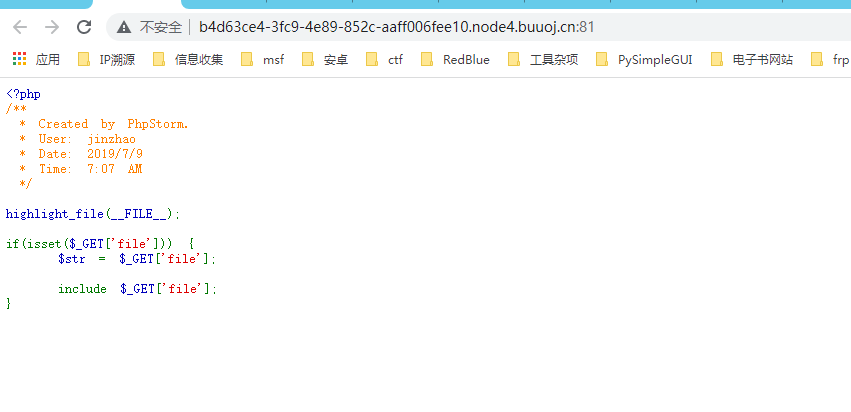 不安全 | b4d63ce4-3fc9-4e89-852c-aaff006fee10.node4.buuoj.cn:81
应用 IP溯源 信息收集 msf 安卓 ctf RedBlue 工具杂项 PySimpleGUI 电子书网站 frp
<?php
/**
* Created by PhpStorm.
* User: jinzhao
* Date: 2019/7/9
* Time: 7:07 AM
*/
highlight_file(__FILE__);
if(isset($_GET['file'])) {
$str = $_GET['file'];
include $_GET['file'];
}